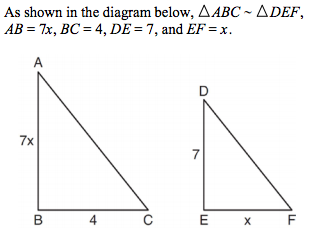 As shown in the diagram below, △ABC ~ △DEF,
AB = 7x, BC = 4, DE = 7, and EF = x.
A
D
7x
7
B 4 C E x F